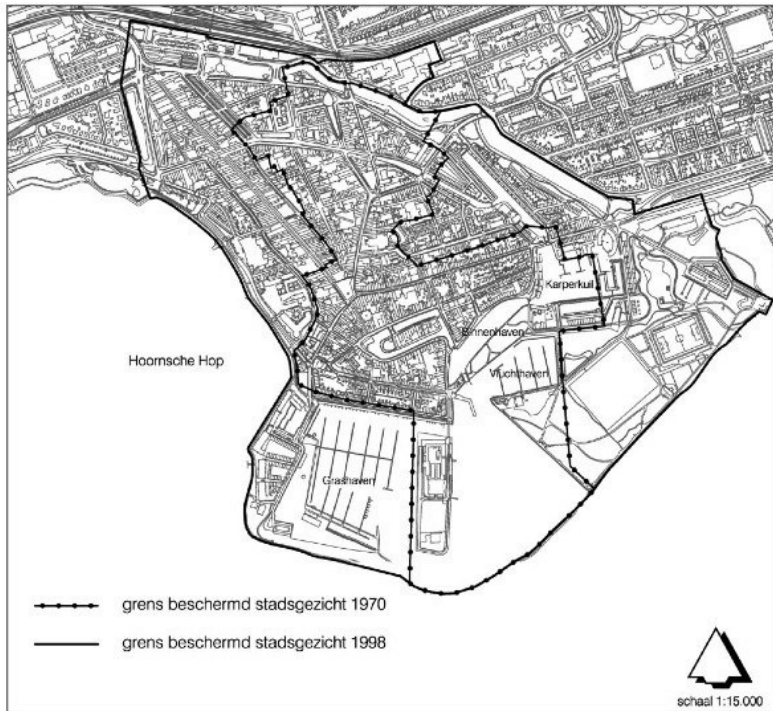 Karperkuil
Binnenhaven
Vluchthaven
Hoornsche Hop
Grashaven
grens beschermd stadsgezicht 1970
grens beschermd stadsgezicht 1998
schaal 1:15.000